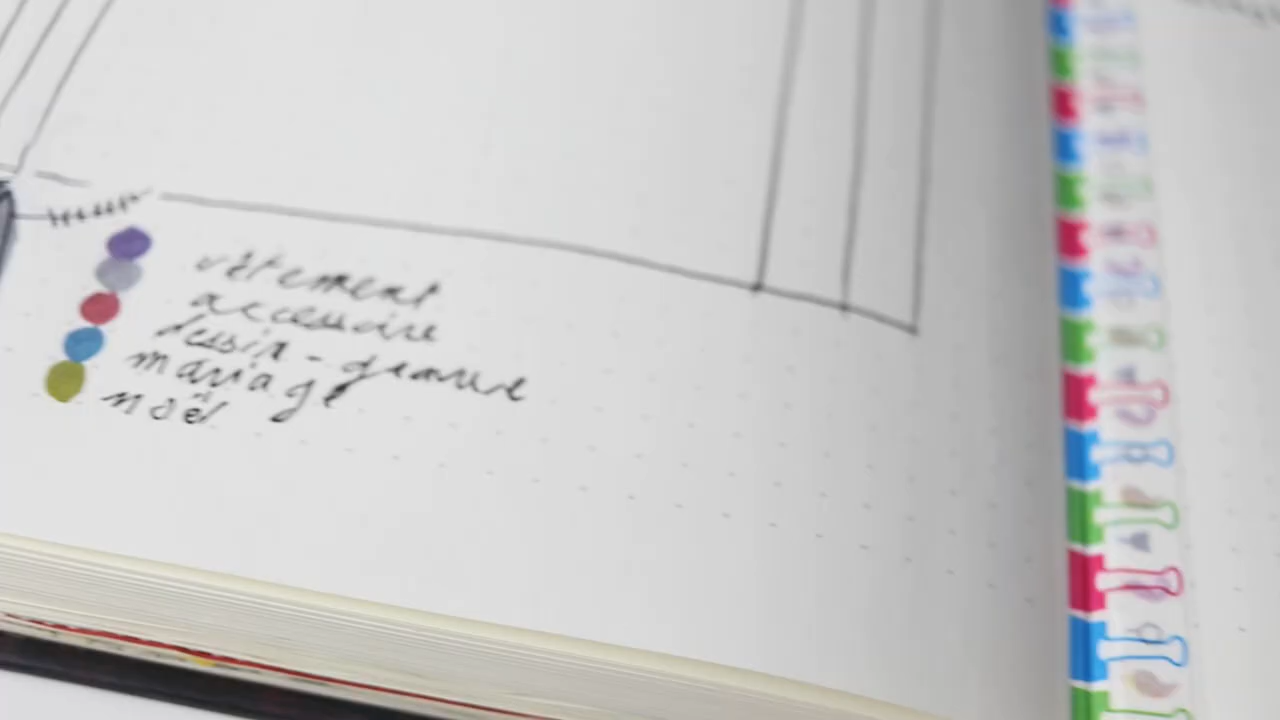 vêtement
accessoire
dessin - gravure
mariage
noël